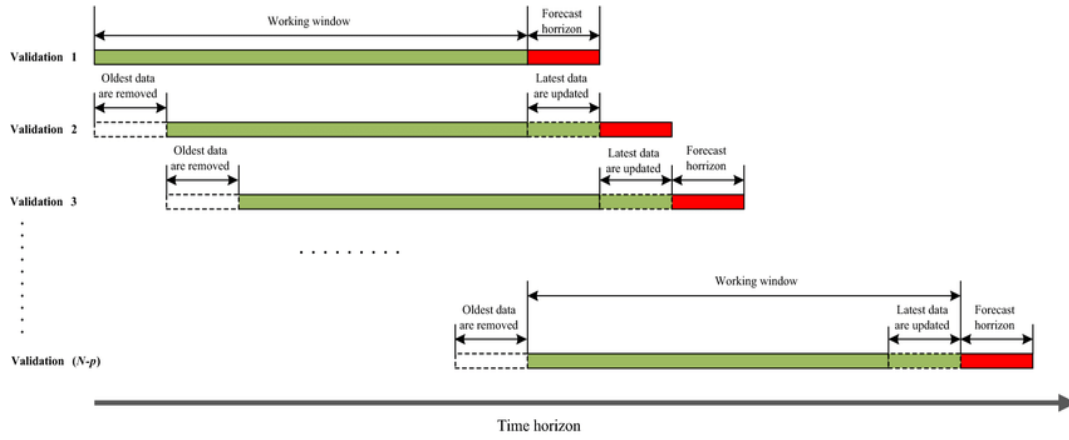 Working window
Forecast
horrizon
Validation 1
Oldest data
are removed
Latest data
are updated
Validation 2
Oldest data
are removed
Latest data
are updated
Forecast
horrizon
Validation 3
Working window
Oldest data
are removed
Latest data
are updated
Forecast
horrizon
Validation (N-p)
Time horizon